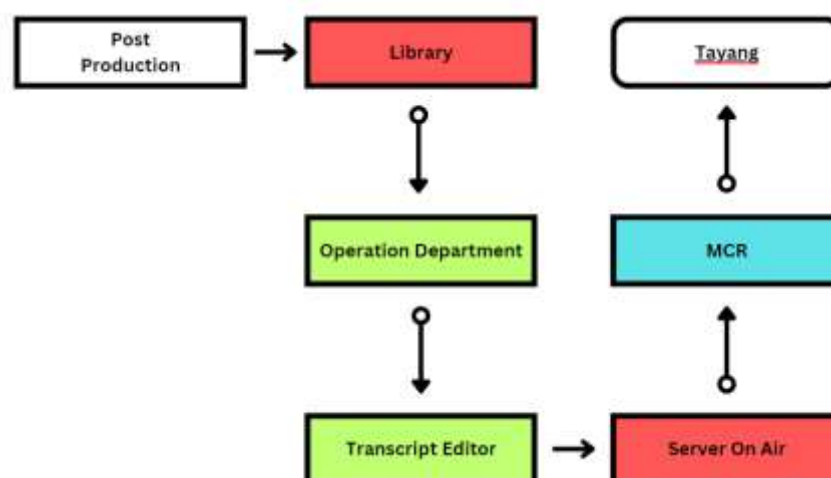 Post
Production
Library
Tayang
Operation Department
MCR
Transcript Editor
Server On Air